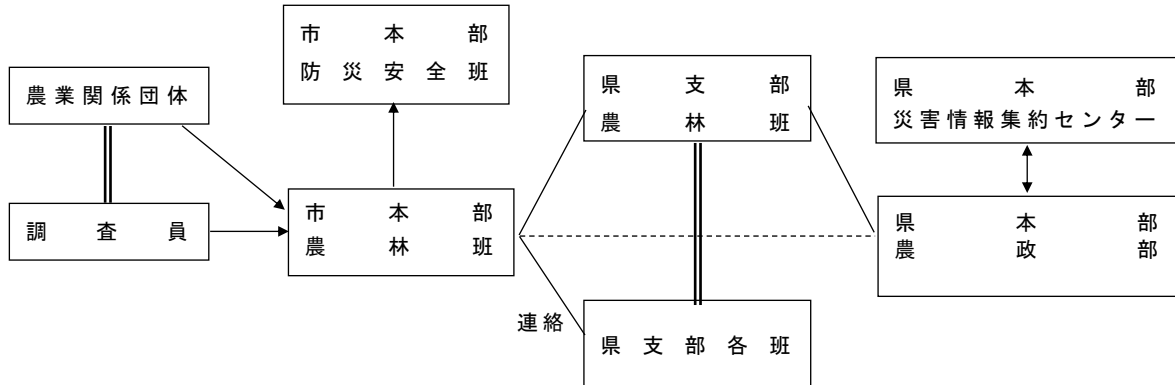 市本部
防災安全班
農業関係団体
県支部
農林班
県本部
災害情報集約センター
調査員
市本部
農林班
県本部
農政部
連絡
県支部各班